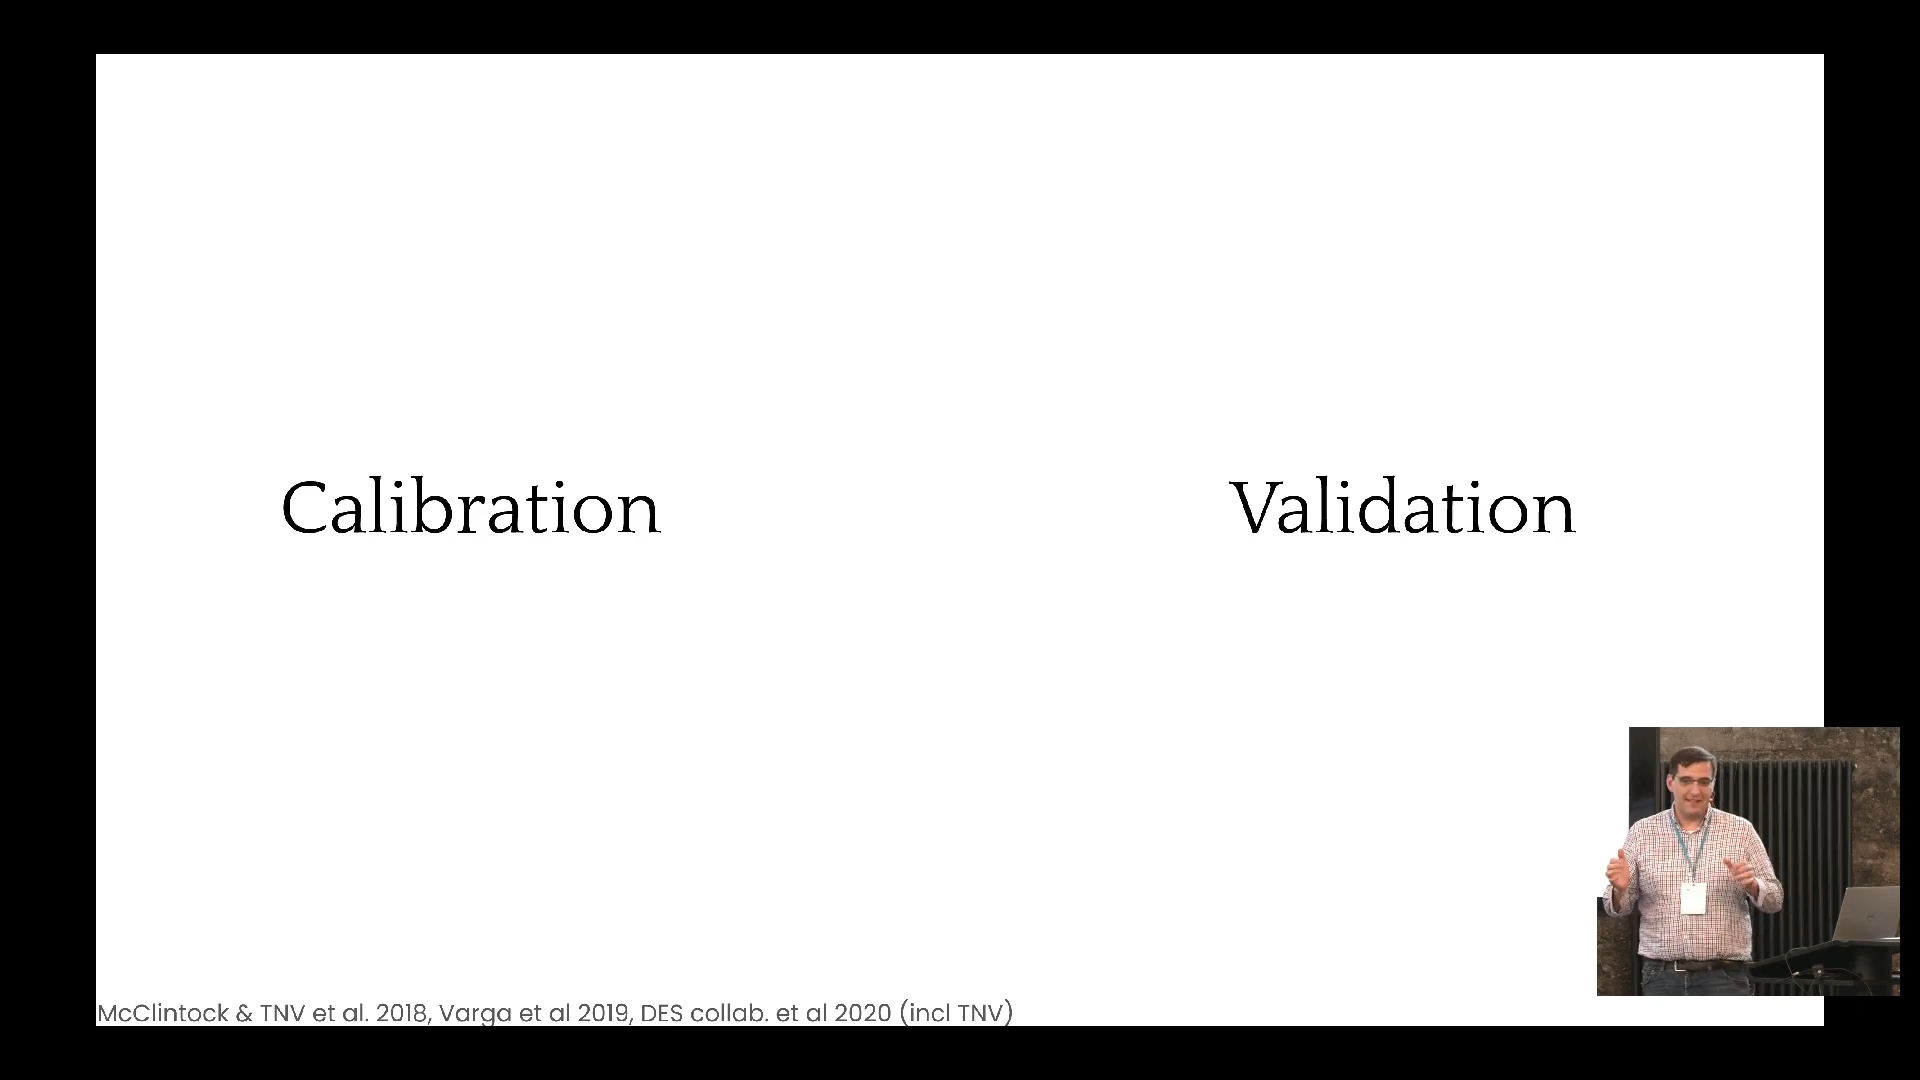 Calibration
Validation
McClintock & TNV et al. 2018, Varga et al 2019, DES collab. et al 2020 (incl TNV)